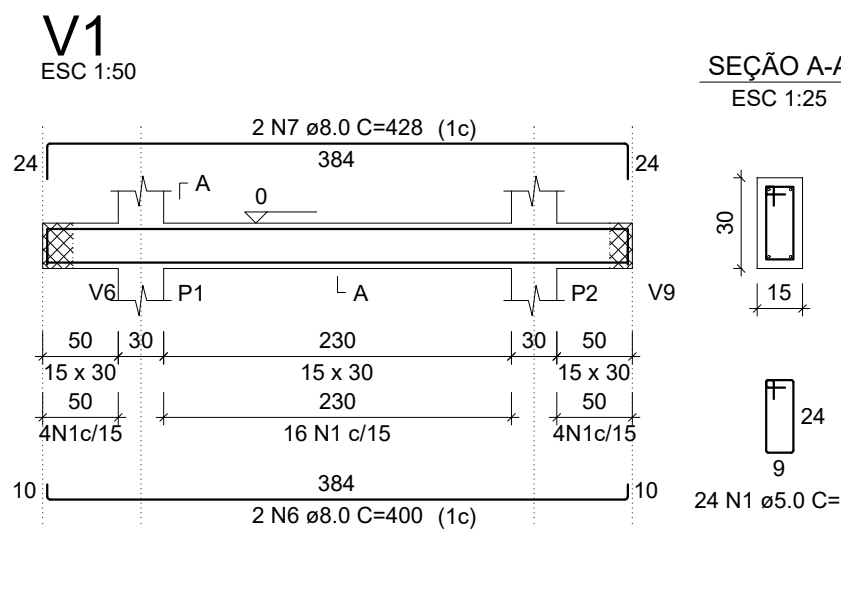 V1
ESC 1:50
SEÇÃO A-A
ESC 1:25
2 N7 ø8.0 C=428 (1c)
24 384 24
A
0
30
V6 P1 A P2 V9
15
50 30 230 30 50
15 x 30 15 x 30 15 x 30
50 230 50
4N1c/15 16 N1 c/15 4N1c/15
24
9
10 384 10
2 N6 ø8.0 C=400 (1c)
24 N1 ø5.0 C=